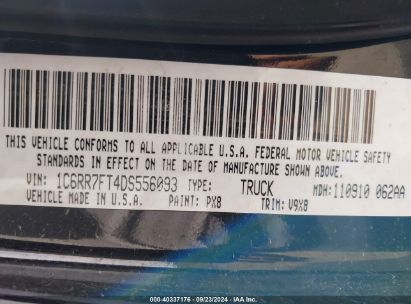 THIS VEHICLE CONFORMS TO ALL APPLICABLE U.S.A. FEDERAL MOTOR VEHICLE SAFETY
STANDARDS IN EFFECT ON THE DATE OF MANUFACTURE SHOWN ABOVE.
VIN: 1C6RR7FT4DS556093 TYPE: TRUCK MDH: 110910 062AA
VEHICLE MADE IN U.S.A. PAINT: PX8 TRIM: V9X8
000-40337176 - 09/23/2024 - IAA Inc.